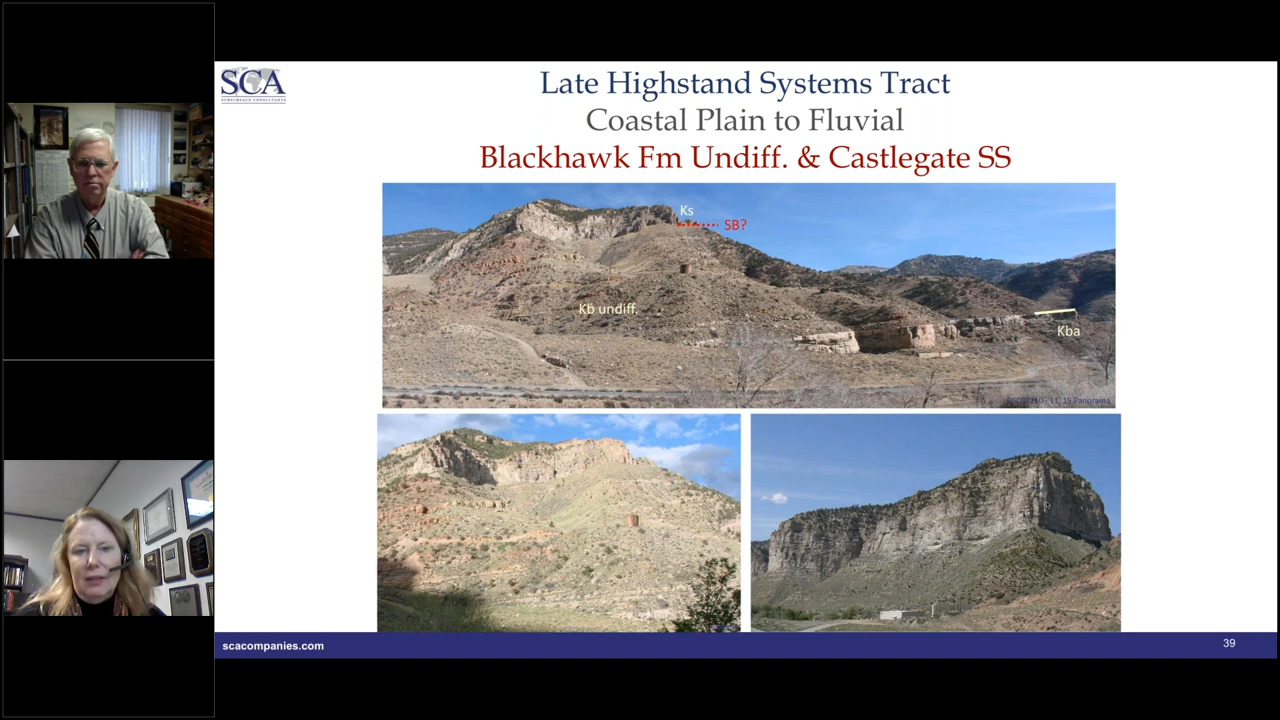 SCA
SUBSURFACE CONSULTANTS
Late Highstand Systems Tract
Coastal Plain to Fluvial
Blackhawk Fm Undiff. & Castlegate SS
Ks
SB?
Kb undiff.
Kba
Panorama
scacompanies.com
39